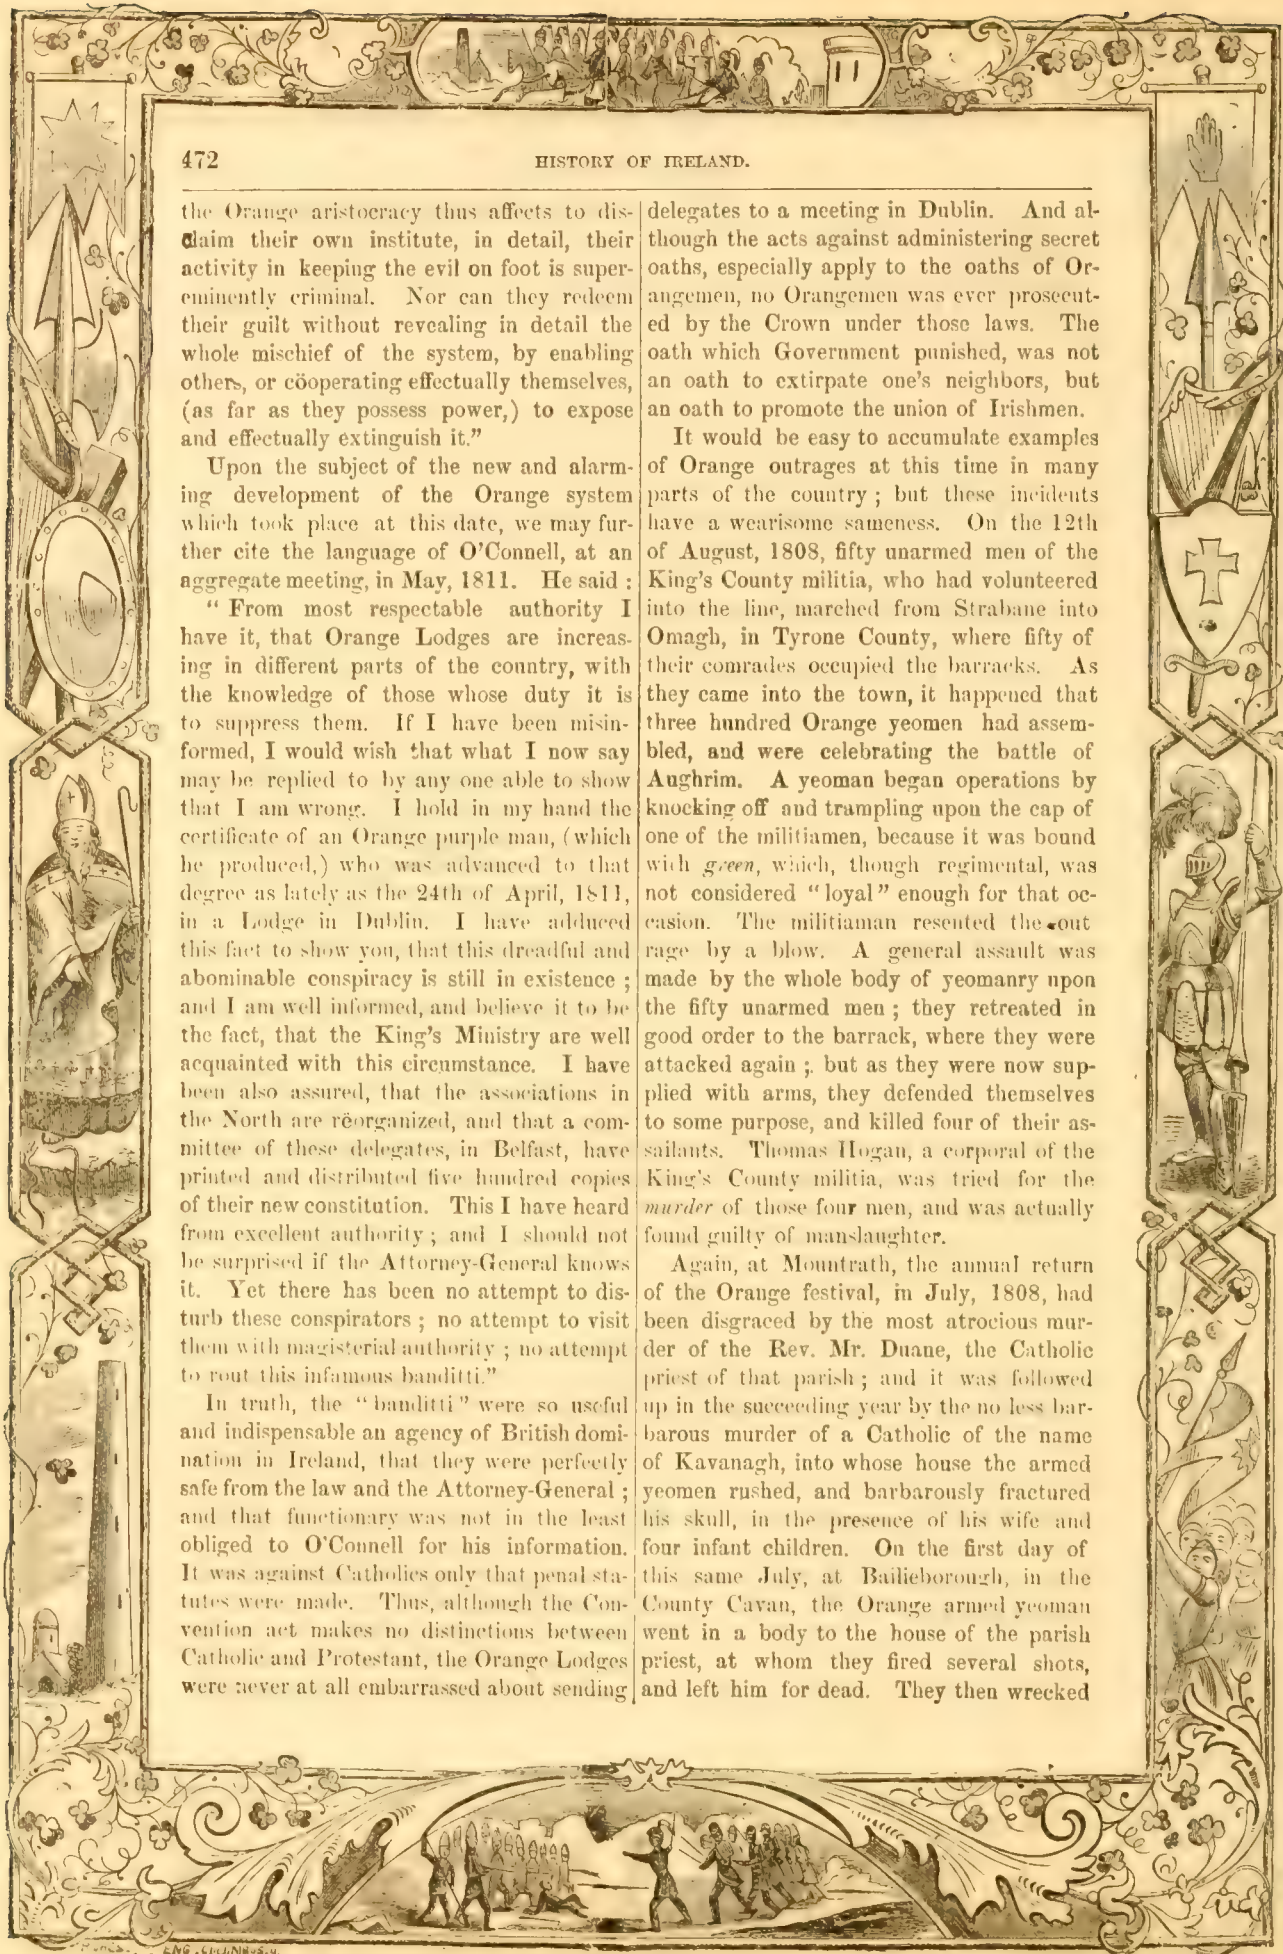 472
HISTORY OF IRELAND.
the Orange aristocracy thus affects to dis-
claim their own institute, in detail, their
activity in keeping the evil on foot is super-
eminently criminal. Nor can they redeem
their guilt without revealing in detail the
whole mischief of the system, by enabling
others, or coöperating effectually themselves,
(as far as they possess power,) to expose
and effectually extinguish it.”
Upon the subject of the new and alarm-
ing development of the Orange system
which took place at this date, we may fur-
ther cite the language of O'Connell, at an
aggregate meeting, in May, 1811. He said :
“ From most respectable authority I
have it, that Orange Lodges are increas-
ing in different parts of the country, with
the knowledge of those whose duty it is
to suppress them. If I have been misin-
formed, I would wish that what I now say
may be replied to by any one able to show
that I am wrong. I hold in my hand the
certificate of an Orange purple man, (which
he produced,) who was advanced to that
degree as lately as the 24th of April, 1811,
in a Lodge in Dublin. I have adduced
this fact to show you, that this dreadful and
abominable conspiracy is still in existence ;
and I am well informed, and believe it to be
the fact, that the King's Ministry are well
acquainted with this circumstance. I have
been also assured, that the associations in
the North are reörganized, and that a com-
mittee of these delegates, in Belfast, have
printed and distributed five hundred copies
of their new constitution. This I have heard
from excellent authority ; and I should not
be surprised if the Attorney-General knows
it. Yet there has been no attempt to dis-
turb these conspirators ; no attempt to visit
them with magisterial authority ; no attempt
to rout this infamous banditti.”
In truth, the “ banditti ” were so useful
and indispensable an agency of British domi-
nation in Ireland, that they were perfectly
safe from the law and the Attorney-General ;
and that functionary was not in the least
obliged to O'Connell for his information.
It was against Catholics only that penal sta-
tutes were made. Thus, although the Con-
vention act makes no distinctions between
Catholic and Protestant, the Orange Lodges
were never at all embarrassed about sending
delegates to a meeting in Dublin. And al-
though the acts against administering secret
oaths, especially apply to the oaths of Or-
angemen, no Orangemen was ever prosecut-
ed by the Crown under those laws. The
oath which Government punished, was not
an oath to extirpate one's neighbors, but
an oath to promote the union of Irishmen.
It would be easy to accumulate examples
of Orange outrages at this time in many
parts of the country ; but these incidents
have a wearisome sameness. On the 12th
of August, 1808, fifty unarmed men of the
King's County militia, who had volunteered
into the line, marched from Strabane into
Omagh, in Tyrone County, where fifty of
their comrades occupied the barracks. As
they came into the town, it happened that
three hundred Orange yeomen had assem-
bled, and were celebrating the battle of
Aughrim. A yeoman began operations by
knocking off and trampling upon the cap of
one of the militiamen, because it was bound
with green, which, though regimental, was
not considered “ loyal ” enough for that oc-
casion. The militiaman resented the out
rage by a blow. A general assault was
made by the whole body of yeomanry upon
the fifty unarmed men ; they retreated in
good order to the barrack, where they were
attacked again ; but as they were now sup-
plied with arms, they defended themselves
to some purpose, and killed four of their as-
sailants. Thomas Hogan, a corporal of the
King's County militia, was tried for the
murder of those four men, and was actually
found guilty of manslaughter.
Again, at Mountrath, the annual return
of the Orange festival, in July, 1808, had
been disgraced by the most atrocious mur-
der of the Rev. Mr. Duane, the Catholic
priest of that parish ; and it was followed
up in the succeeding year by the no less bar-
barous murder of a Catholic of the name
of Kavanagh, into whose house the armed
yeomen rushed, and barbarously fractured
his skull, in the presence of his wife and
four infant children. On the first day of
this same July, at Bailieborough, in the
County Cavan, the Orange armed yeoman
went in a body to the house of the parish
priest, at whom they fired several shots,
and left him for dead. They then wrecked